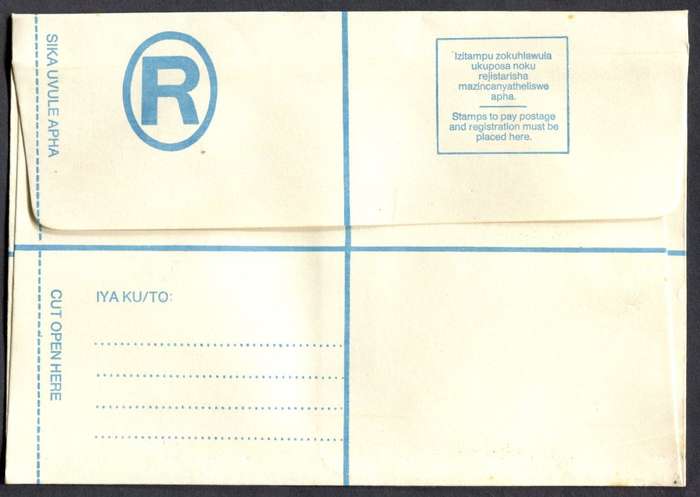 SIKA UVULE APHA
R
Izitampu zokuhlawula
ukuposa noku
rejistarisha
mazincanyatheliswe
apha.
Stamps to pay postage
and registration must be
placed here.
CUT OPEN HERE
IYA KU/TO: